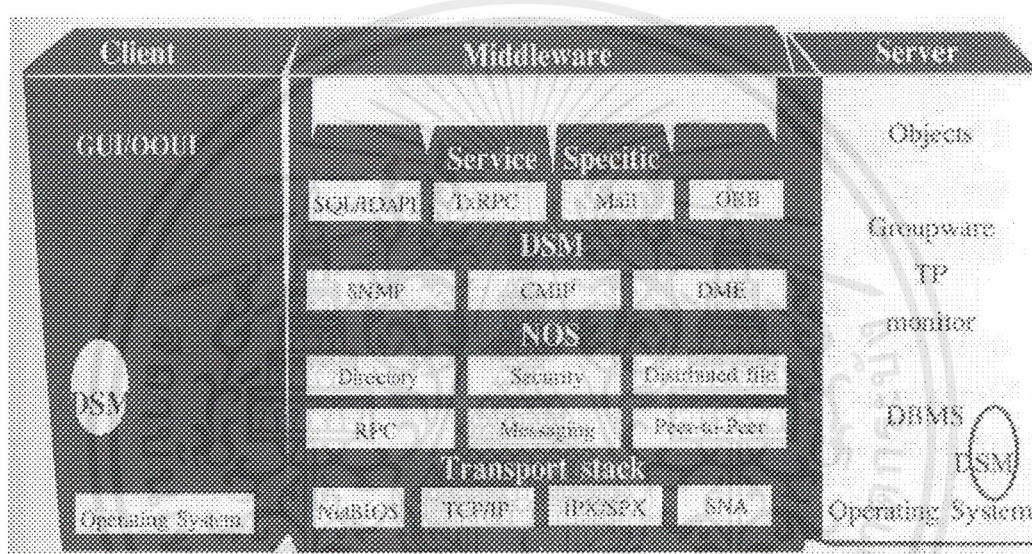 Client
Middleware
Server
GUI/OOUI
Objects
Service Specific
SQL/IDAPI
TxRPC
Mail
ORB
Groupware
DSM
TP
SNMP
CMIP
DME
monitor
NOS
Directory
Security
Distributed file
DSM
RPC
Messaging
Peer-to-Peer
DBMS
Transport stack
DSM
Operating System
NetBIOS
TCP/IP
IPX/SPX
SNA
Operating System